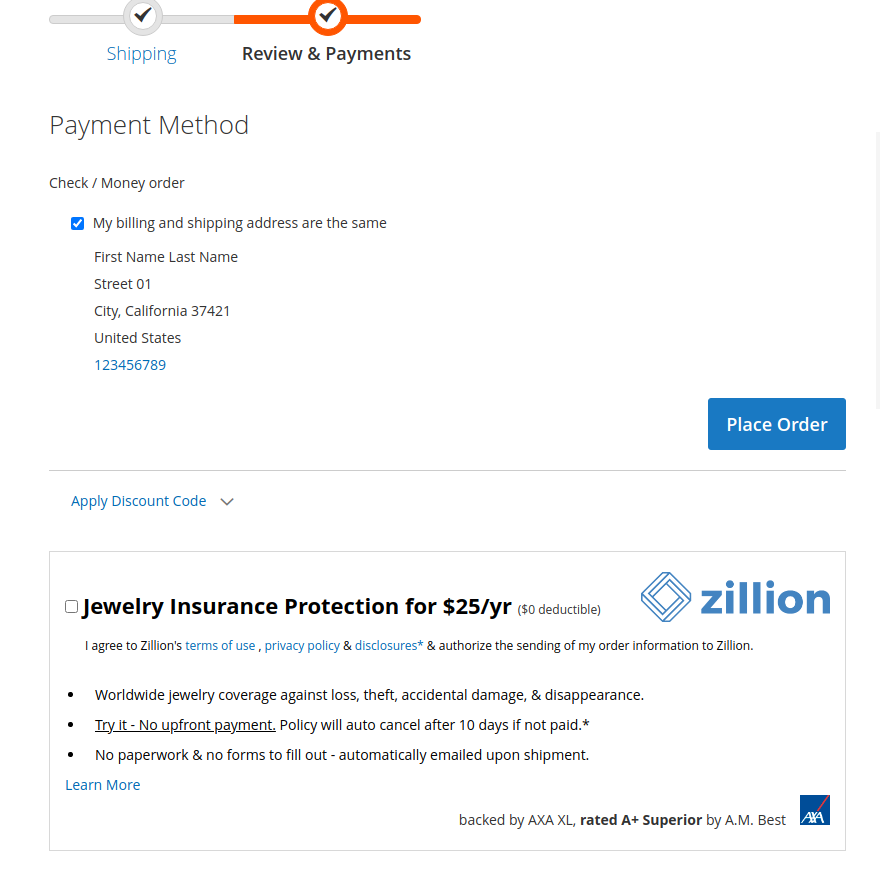 Shipping
Review & Payments
Payment Method
Check / Money order
My billing and shipping address are the same
First Name Last Name
Street 01
City, California 37421
United States
123456789
Place Order
Apply Discount Code
Jewelry Insurance Protection for $25/yr ($0 deductible)
zillion
I agree to Zillion's terms of use , privacy policy & disclosures* & authorize the sending of my order information to Zillion.
Worldwide jewelry coverage against loss, theft, accidental damage, & disappearance.
Try it - No upfront payment. Policy will auto cancel after 10 days if not paid.*
No paperwork & no forms to fill out - automatically emailed upon shipment.
Learn More
backed by AXA XL, rated A+ Superior by A.M. Best
AXA